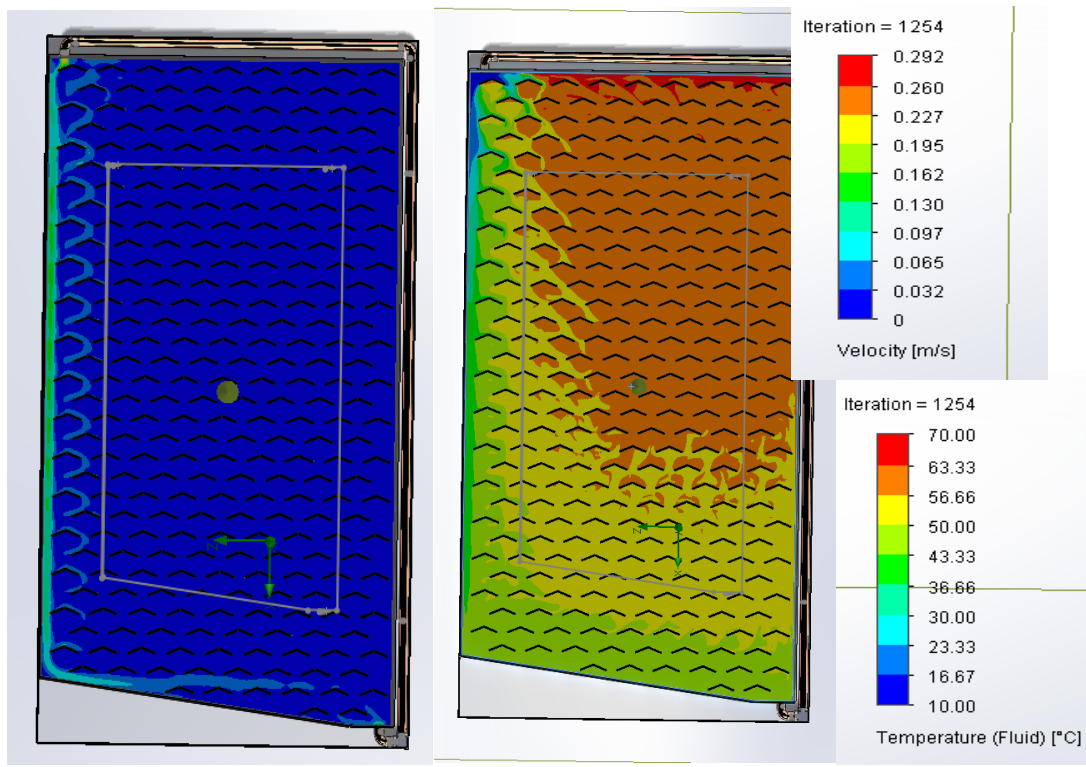 Iteration = 1254
0.292
0.260
0.227
0.195
0.162
0.130
0.097
0.065
0.032
0
Velocity [m/s]
Iteration = 1254
70.00
63.33
56.66
50.00
43.33
36.66
30.00
23.33
16.67
10.00
Temperature (Fluid) [°C]
Z
Z
X